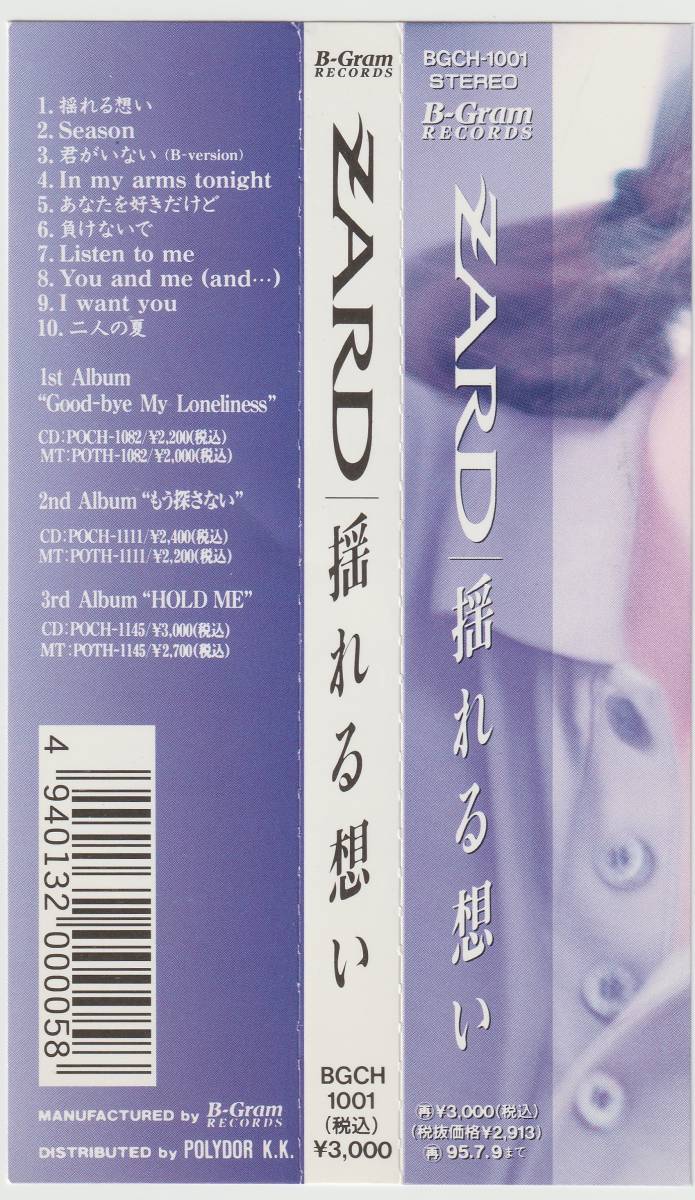 1. 揺れる想い
2. Season
3. 君がいない (B-version)
4. In my arms tonight
5. あなたを好きだけど
6. 負けないで
7. Listen to me
8. You and me (and…)
9. I want you
10. 二人の夏
1st Album
“Good-bye My Loneliness”
CD:POCH-1082/¥2,200(税込)
MT:POTH-1082/¥2,000(税込)
2nd Album “もう探さない”
CD:POCH-1111/¥2,400(税込)
MT:POTH-1111/¥2,200(税込)
3rd Album “HOLD ME”
CD:POCH-1145/¥3,000(税込)
MT:POTH-1145/¥2,700(税込)
4 940132 000058
MANUFACTURED by B-Gram RECORDS
DISTRIBUTED by POLYDOR K.K.
B-Gram
RECORDS
ZARD 揺れる想い
BGCH
1001
(税込)
¥3,000
BGCH-1001
STEREO
B-Gram
RECORDS
ZARD 揺れる想い
再 ¥3,000(税込)
(税抜価格¥2,913)
再 95.7.9まで